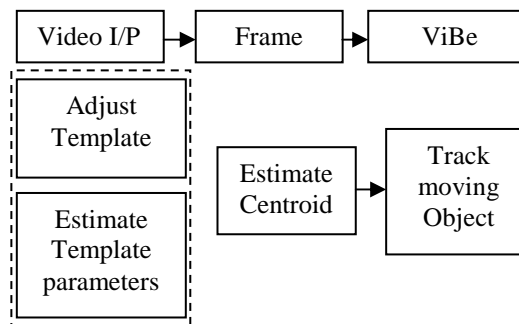 Video I/P
Frame
ViBe
Adjust
Template
Estimate
Template
parameters
Estimate
Centroid
Track
moving
Object